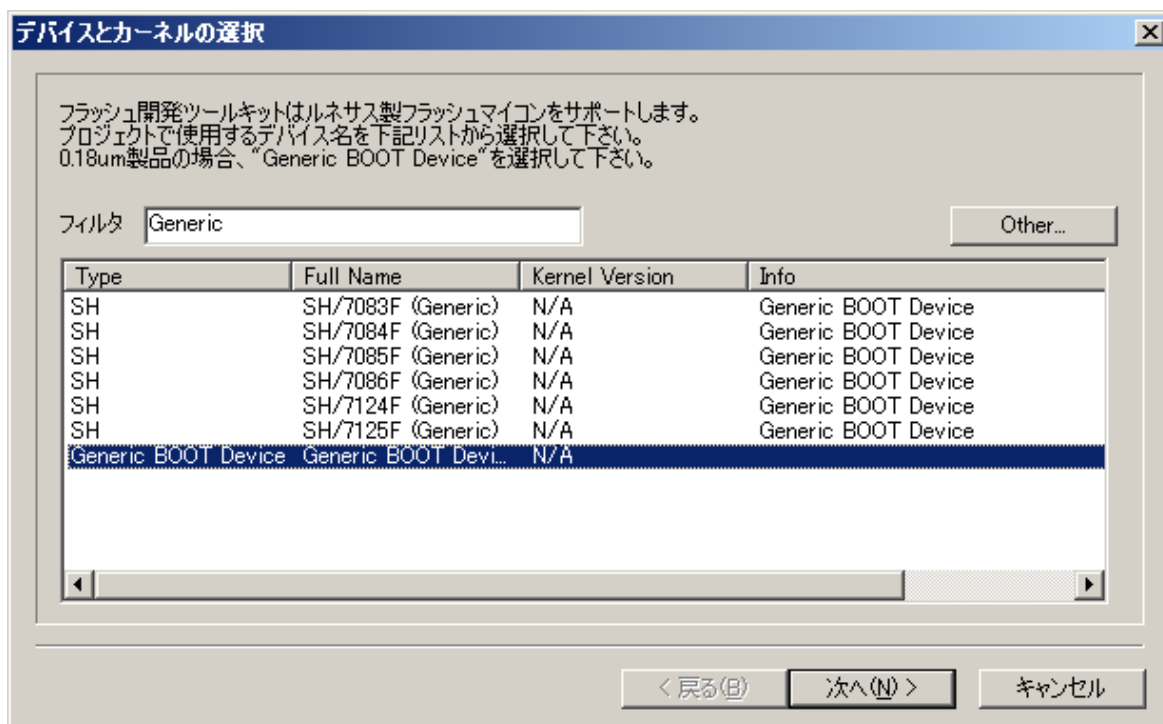 デバイスとカーネルの選択
フラッシュ開発ツールキットはルネサス製フラッシュマイコンをサポートします。
プロジェクトで使用するデバイス名を下記リストから選択して下さい。
0.18um製品の場合、"Generic BOOT Device"を選択して下さい。
フィルタ Generic Other...
Type Full Name Kernel Version Info
SH SH/7083F (Generic) N/A Generic BOOT Device
SH SH/7084F (Generic) N/A Generic BOOT Device
SH SH/7085F (Generic) N/A Generic BOOT Device
SH SH/7086F (Generic) N/A Generic BOOT Device
SH SH/7124F (Generic) N/A Generic BOOT Device
SH SH/7125F (Generic) N/A Generic BOOT Device
Generic BOOT Device Generic BOOT Devi... N/A
< 戻る(B) 次へ(N) > キャンセル